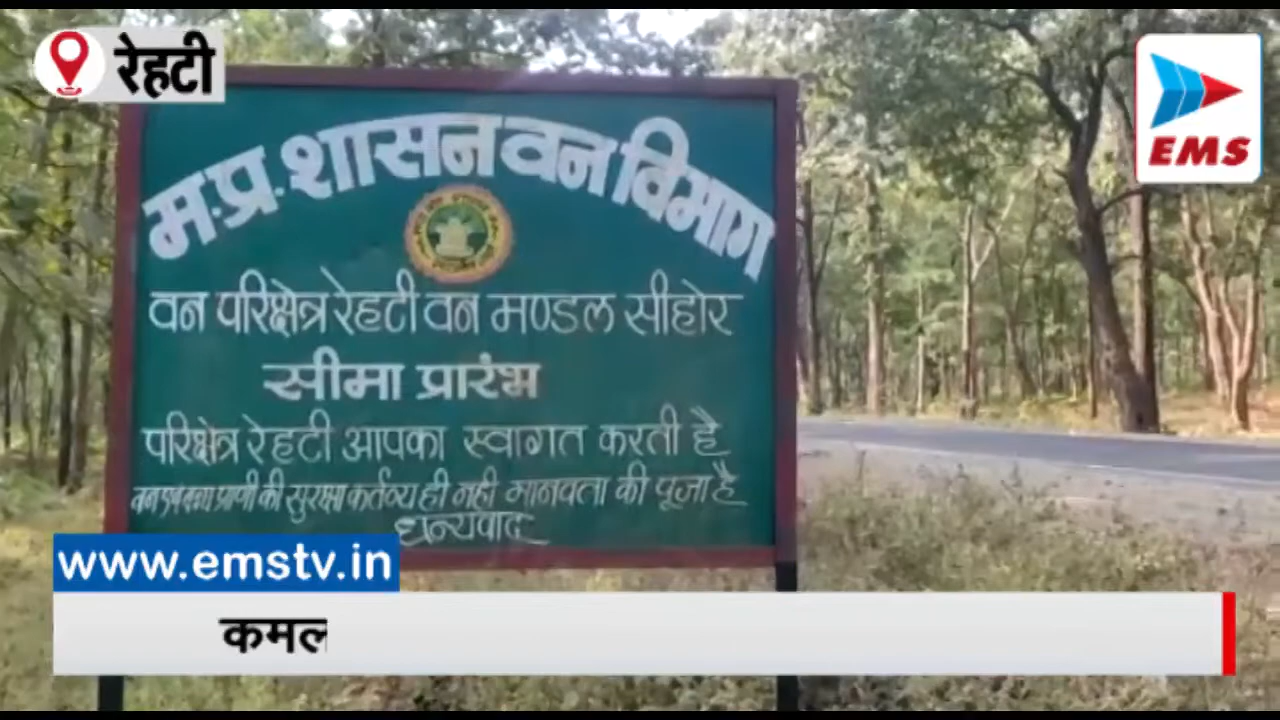 रेहटी
EMS
म.प्र. शासन वन विभाग
वन परिक्षेत्र रेहटी वन मण्डल सीहोर
सीमा प्रारंभ
परिक्षेत्र रेहटी आपका स्वागत करती है
वन एवं वन्य प्राणी की सुरक्षा कर्तव्य ही नही मानवता की पूजा है
धन्यवाद
www.emstv.in
कमल